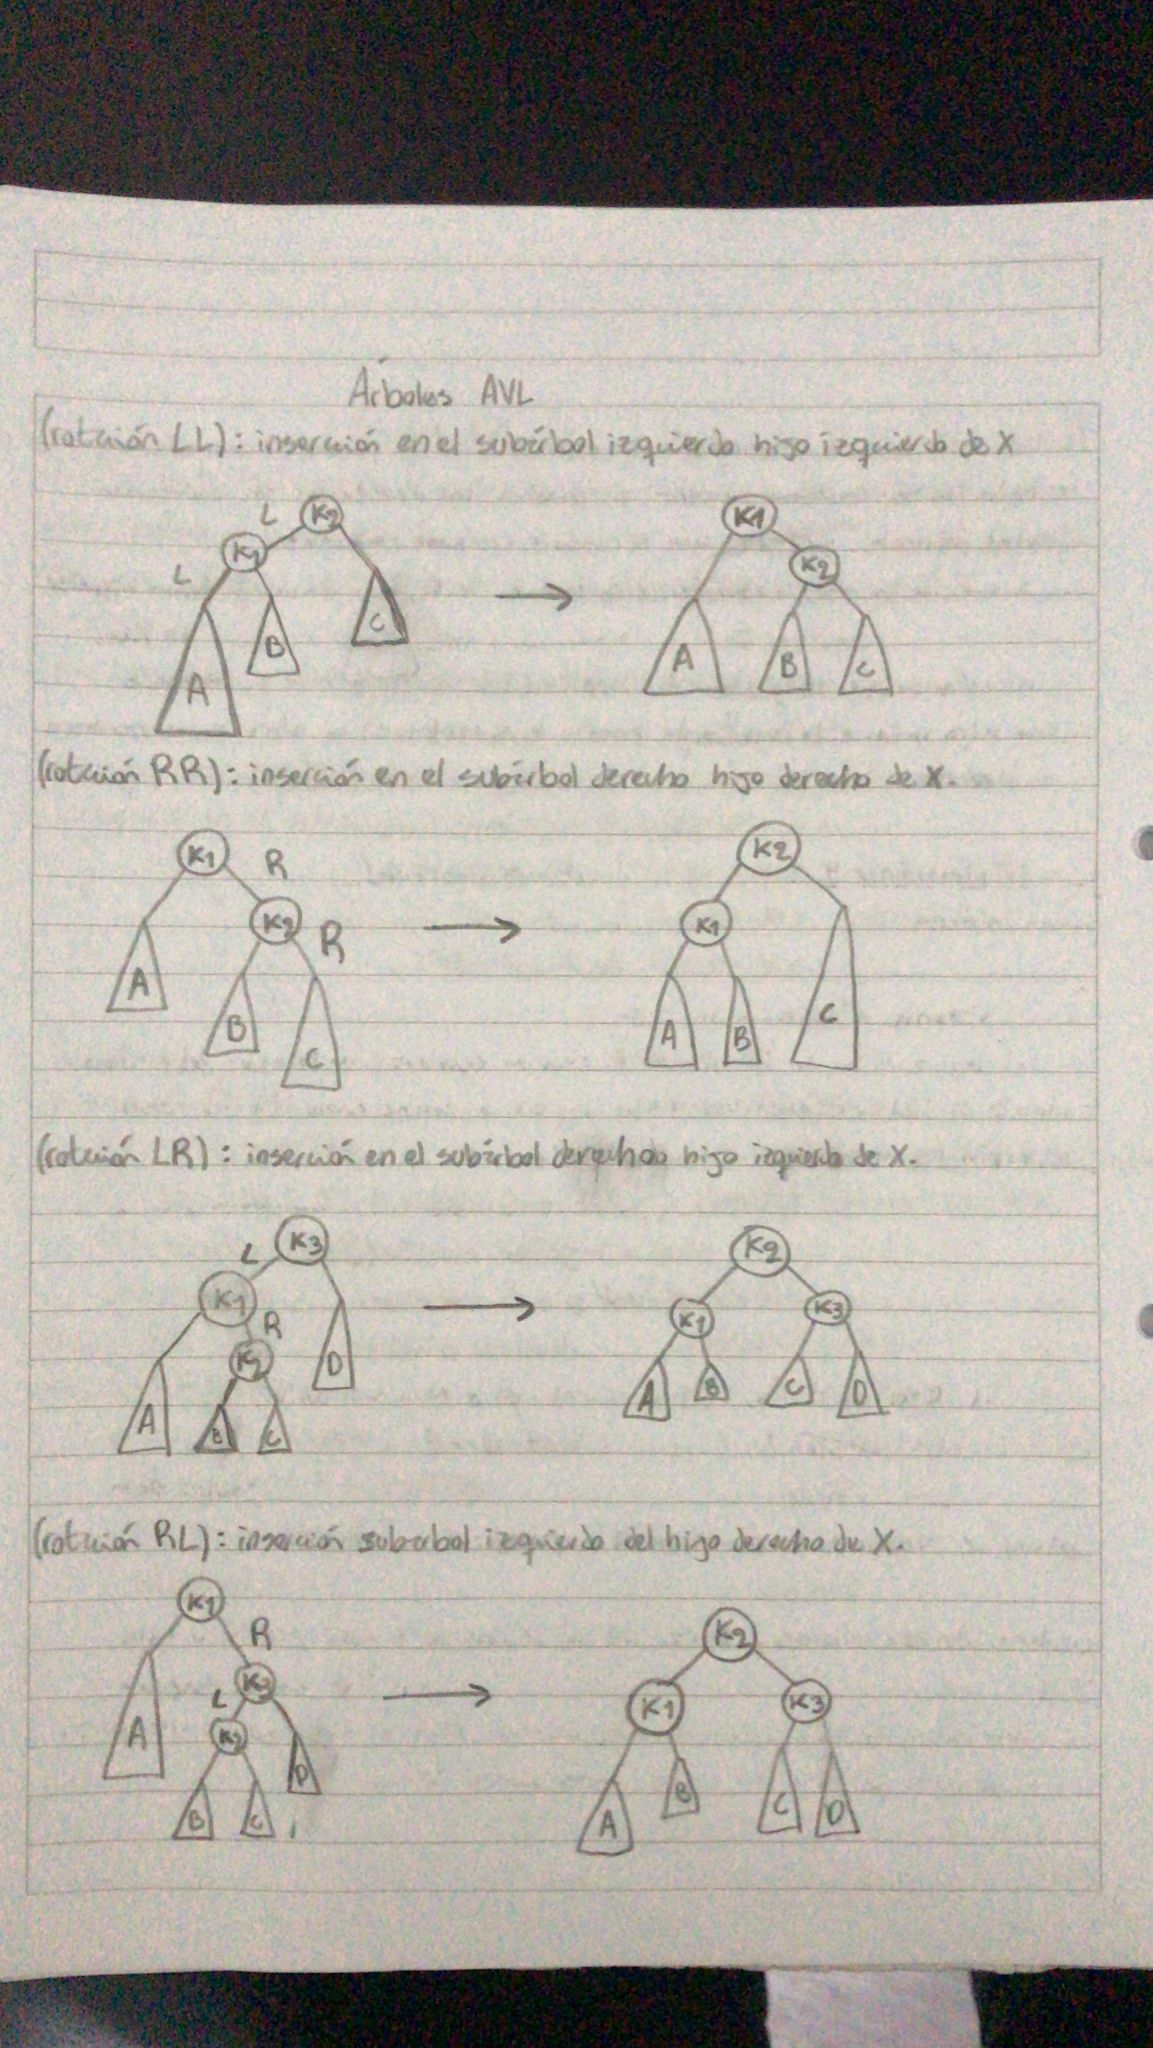 Árboles AVL
(rotación LL): inserción en el subárbol izquierdo hijo izquierdo de X
K2 K1
L
K1 K2
L
C
B
A A B C
(rotación RR): inserción en el subárbol derecho hijo derecho de X.
K1 K2
R
K2 K1
R
A
B C
C A B
(rotación LR): inserción en el subárbol derecho hijo izquierdo de X.
K3 K2
L
K1 K1 K3
R
K2 D
A B C A B C D
(rotación RL): inserción subárbol izquierdo del hijo derecho de X.
K1 K2
R
K1 K3
L
K2
A D
B C A B C D